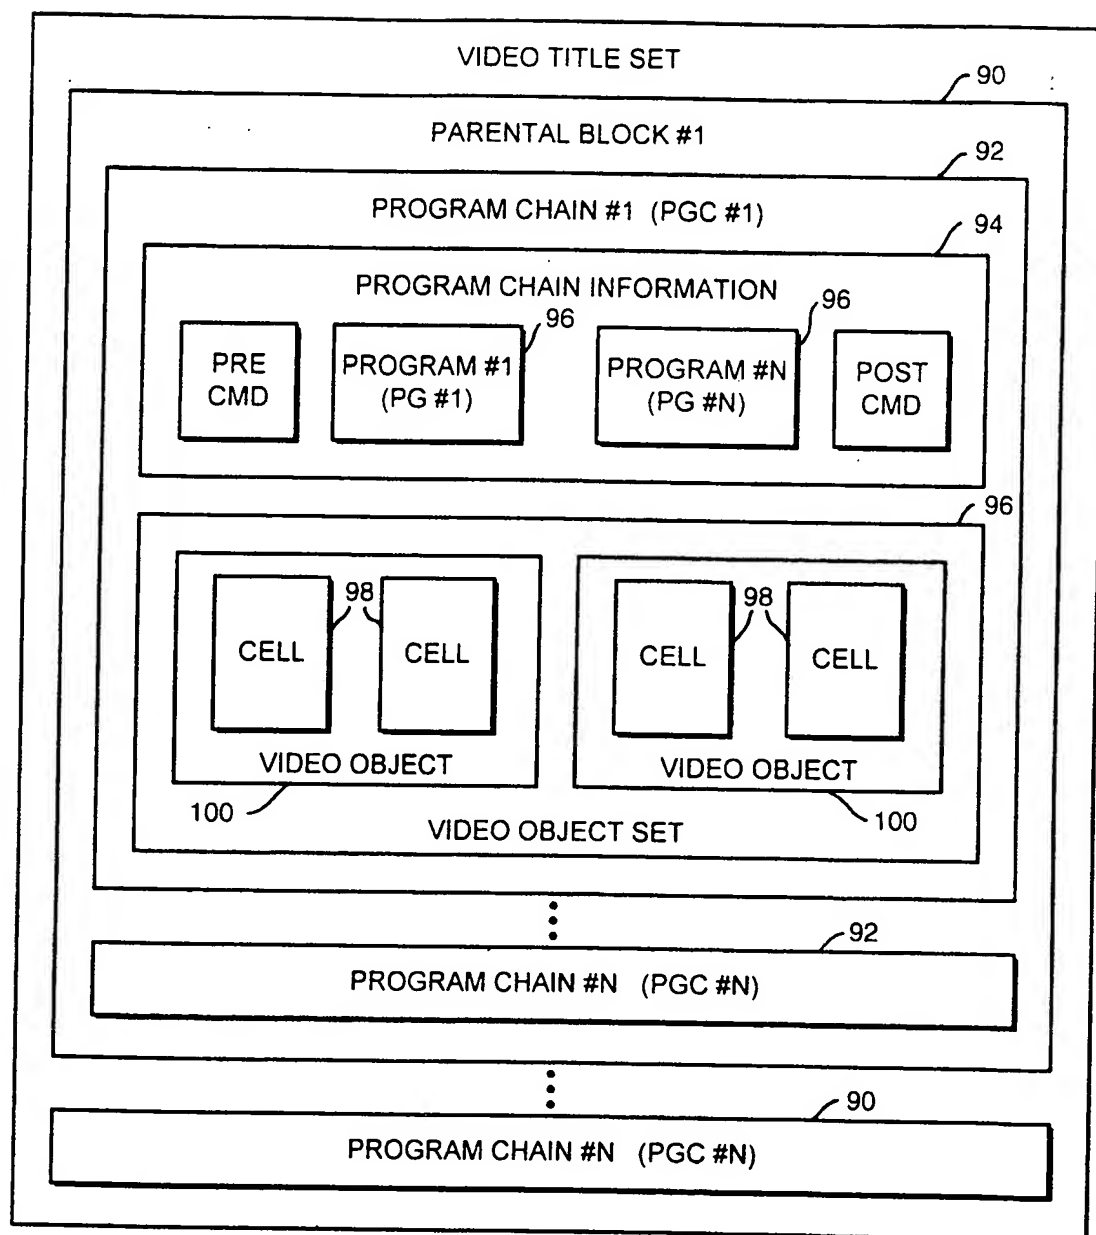 VIDEO TITLE SET
90
PARENTAL BLOCK #1
92
PROGRAM CHAIN #1 (PGC #1)
94
PROGRAM CHAIN INFORMATION
96
96
PRE
CMD
PROGRAM #1
(PG #1)
PROGRAM #N
(PG #N)
POST
CMD
96
98
98
CELL
CELL
CELL
CELL
VIDEO OBJECT
VIDEO OBJECT
100
100
VIDEO OBJECT SET
92
PROGRAM CHAIN #N (PGC #N)
90
PROGRAM CHAIN #N (PGC #N)